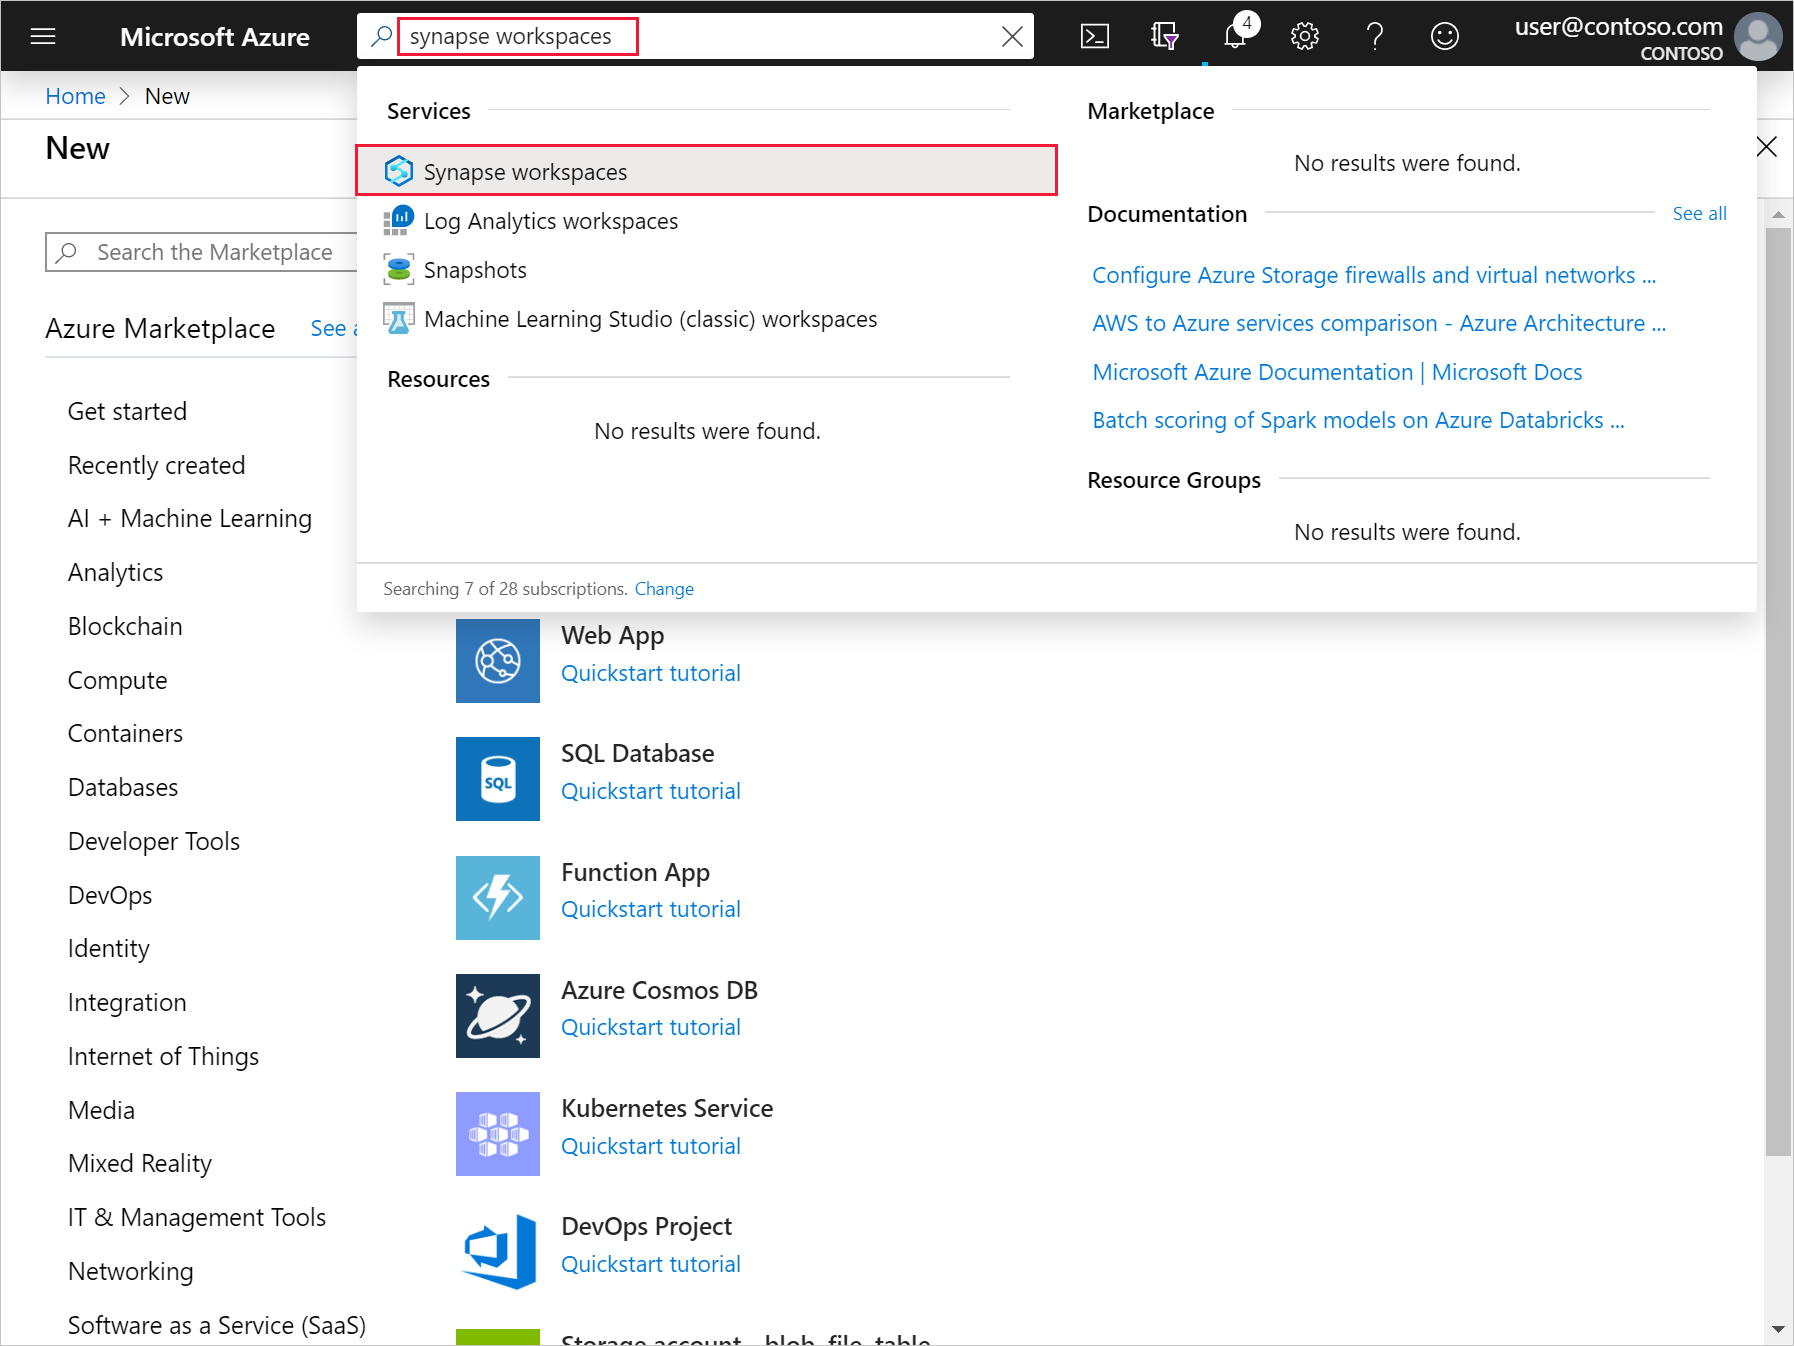 Microsoft Azure
synapse workspaces
4
user@contoso.com
CONTOSO
Home > New
New
Search the Marketplace
Azure Marketplace See a
Get started
Recently created
AI + Machine Learning
Analytics
Blockchain
Compute
Containers
Databases
Developer Tools
DevOps
Identity
Integration
Internet of Things
Media
Mixed Reality
IT & Management Tools
Networking
Software as a Service (SaaS)
Services
Synapse workspaces
Log Analytics workspaces
Snapshots
Machine Learning Studio (classic) workspaces
Resources
No results were found.
Marketplace
No results were found.
Documentation See all
Configure Azure Storage firewalls and virtual networks ...
AWS to Azure services comparison - Azure Architecture ...
Microsoft Azure Documentation | Microsoft Docs
Batch scoring of Spark models on Azure Databricks ...
Resource Groups
No results were found.
Searching 7 of 28 subscriptions. Change
Web App
Quickstart tutorial
SQL
SQL Database
Quickstart tutorial
Function App
Quickstart tutorial
Azure Cosmos DB
Quickstart tutorial
Kubernetes Service
Quickstart tutorial
DevOps Project
Quickstart tutorial
Storage account - blob, file, table